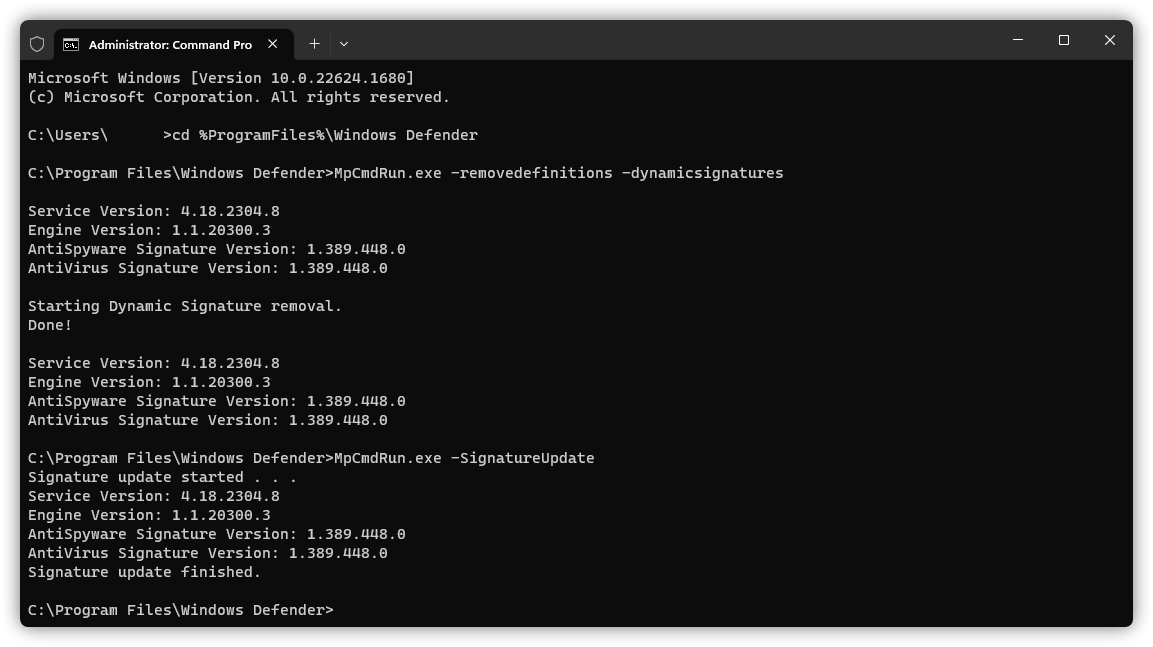 Administrator: Command Pro
Microsoft Windows [Version 10.0.22624.1680]
(c) Microsoft Corporation. All rights reserved.
C:\Users\      >cd %ProgramFiles%\Windows Defender
C:\Program Files\Windows Defender>MpCmdRun.exe -removedefinitions -dynamicsignatures
Service Version: 4.18.2304.8
Engine Version: 1.1.20300.3
AntiSpyware Signature Version: 1.389.448.0
AntiVirus Signature Version: 1.389.448.0
Starting Dynamic Signature removal.
Done!
Service Version: 4.18.2304.8
Engine Version: 1.1.20300.3
AntiSpyware Signature Version: 1.389.448.0
AntiVirus Signature Version: 1.389.448.0
C:\Program Files\Windows Defender>MpCmdRun.exe -SignatureUpdate
Signature update started . . .
Service Version: 4.18.2304.8
Engine Version: 1.1.20300.3
AntiSpyware Signature Version: 1.389.448.0
AntiVirus Signature Version: 1.389.448.0
Signature update finished.
C:\Program Files\Windows Defender>